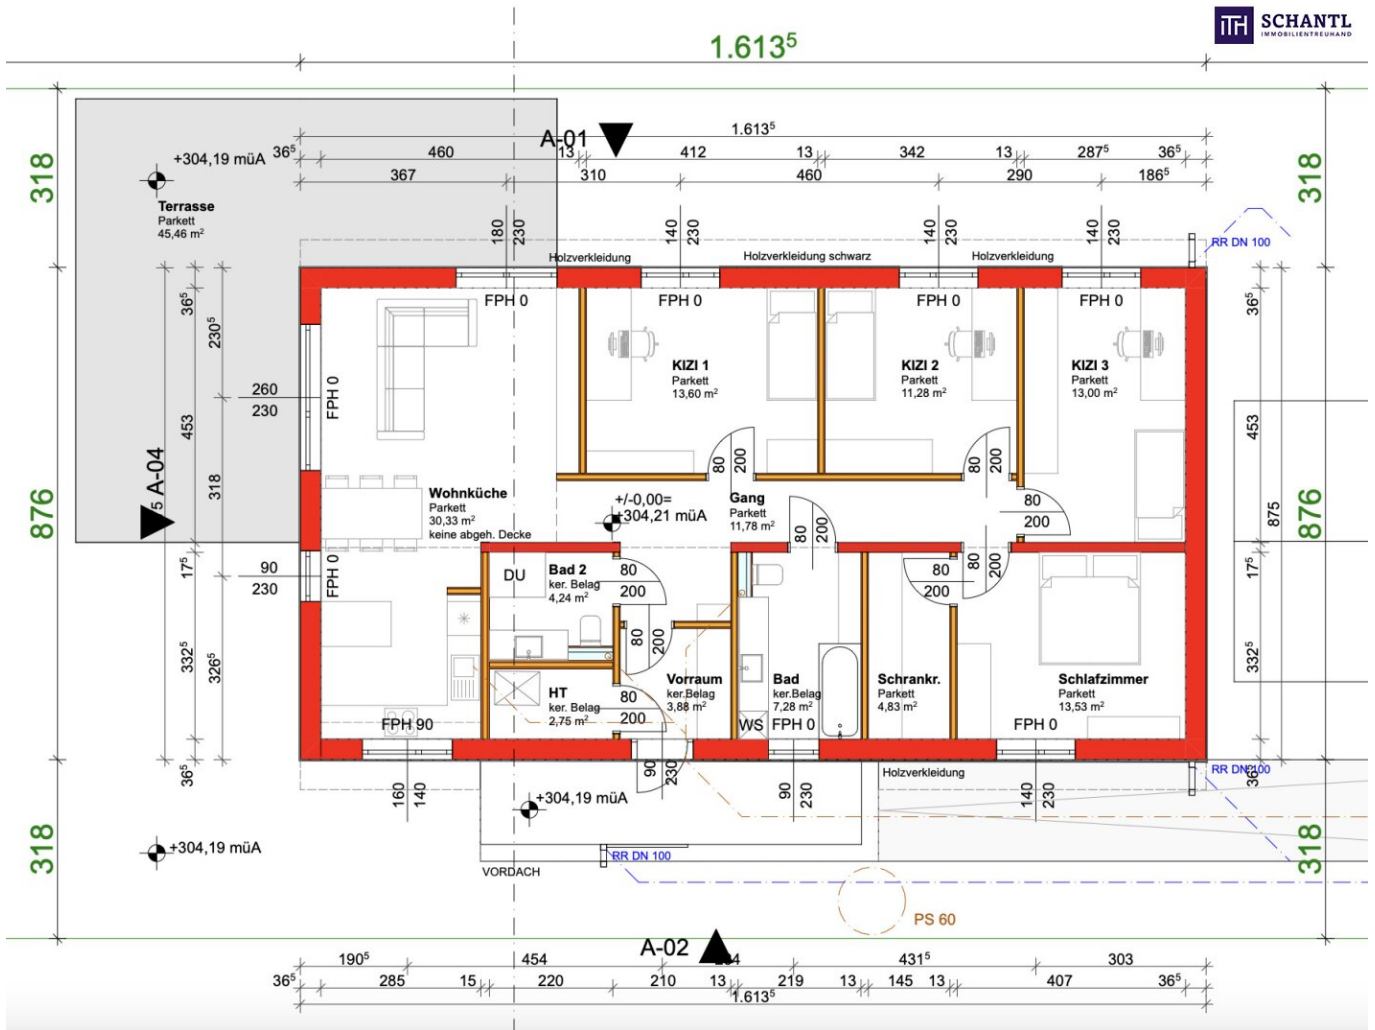 iTH SCHANTL
IMMOBILIENTREUHAND
1.613⁵
318
318
876
876
318
318
A-01
1.613⁵
36⁵ 460 13 412 13 342 13 287⁵ 36⁵
367 310 460 290 186⁵
+304,19 müA
Terrasse
Parkett
45,46 m²
180
230
140
230
140
230
140
230
RR DN 100
Holzverkleidung
Holzverkleidung schwarz
Holzverkleidung
FPH 0
FPH 0
FPH 0
FPH 0
36⁵
230⁵
453
318
17⁵
332⁵
326⁵
36⁵
260
230
FPH 0
A-04
90
230
FPH 0
KIZI 1
Parkett
13,60 m²
KIZI 2
Parkett
11,28 m²
KIZI 3
Parkett
13,00 m²
80
200
80
200
80
200
Wohnküche
Parkett
30,33 m²
keine abgeh. Decke
+/-0,00=
+304,21 müA
Gang
Parkett
11,78 m²
80
200
80
200
80
200
36⁵
453
875
17⁵
332⁵
36⁵
DU
Bad 2
ker. Belag
4,24 m²
80
200
80
200
HT
ker. Belag
2,75 m²
80
200
Vorraum
ker.Belag
3,88 m²
Bad
ker.Belag
7,28 m²
WS
FPH 0
Schrankr.
Parkett
4,83 m²
Schlafzimmer
Parkett
13,53 m²
FPH 0
FPH 90
160
140
90
230
90
230
140
230
Holzverkleidung
RR DN 100
+304,19 müA
+304,19 müA
VORDACH
RR DN 100
PS 60
A-02
190⁵ 454 431⁵ 303
36⁵ 285 15 220 210 13 219 13 145 13 407 36⁵
1.613⁵